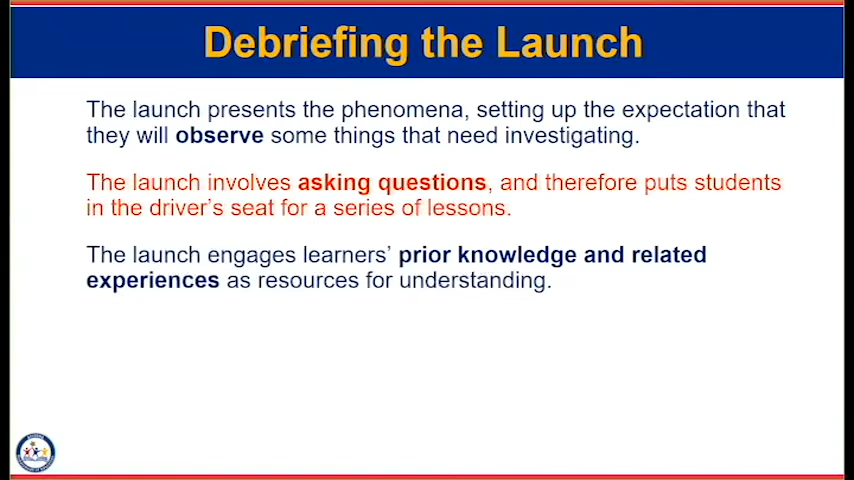 Debriefing the Launch
The launch presents the phenomena, setting up the expectation that
they will observe some things that need investigating.
The launch involves asking questions, and therefore puts students
in the driver's seat for a series of lessons.
The launch engages learners' prior knowledge and related
experiences as resources for understanding.